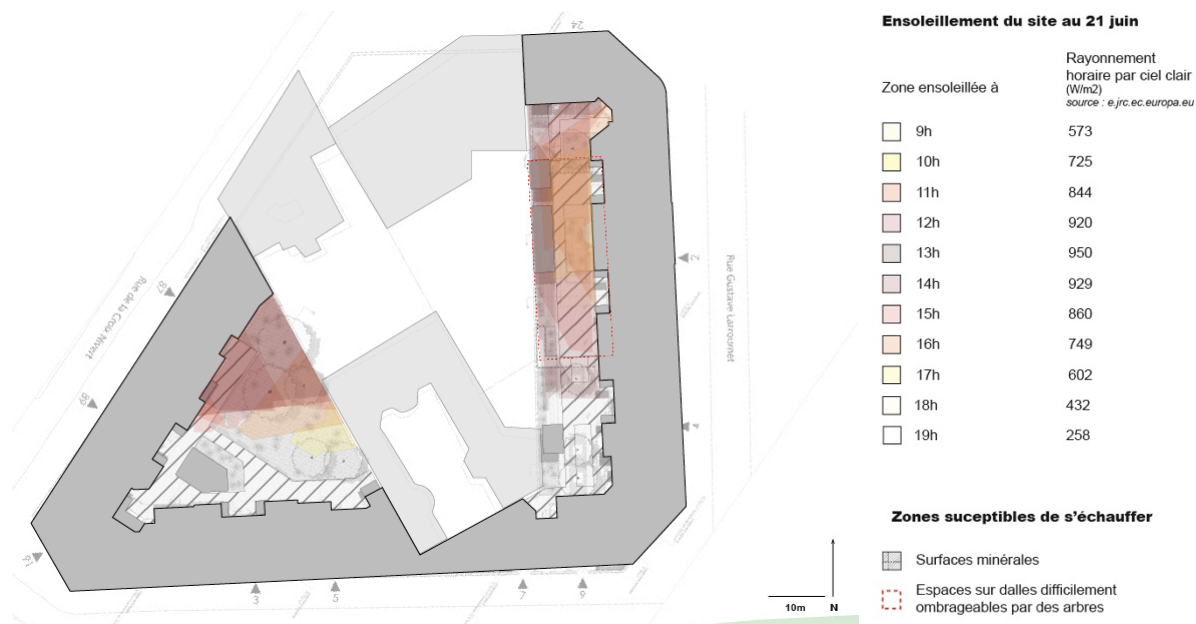 Ensoleillement du site au 21 juin
Zone ensoleillée à
Rayonnement
horaire par ciel clair
(W/m2)
source : e.jrc.ec.europa.eu
9h 573
10h 725
11h 844
12h 920
13h 950
14h 929
15h 860
16h 749
17h 602
18h 432
19h 258
Zones suceptibles de s'échauffer
Surfaces minérales
Espaces sur dalles difficilement
ombrageables par des arbres
24
Rue de la Croix Nivert
87
89
Rue Gustave Larroumet
2
4
3
5
7
9
10m
N